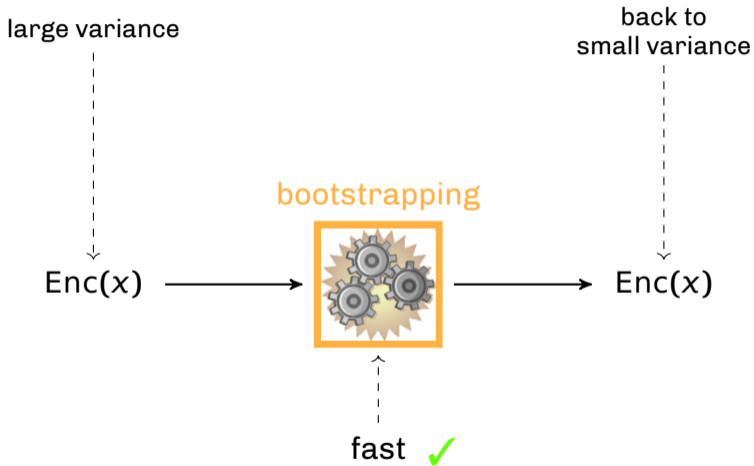 large variance
back to
small variance
bootstrapping
Enc(x)
Enc(x)
fast ✓